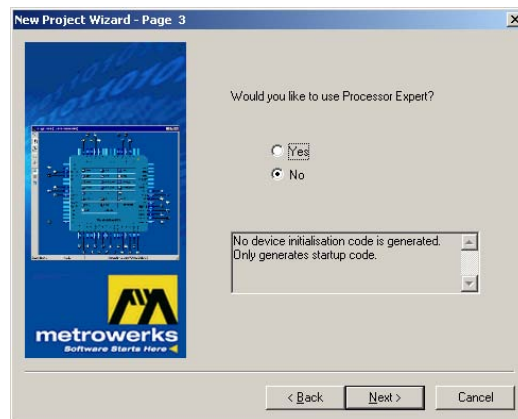 New Project Wizard - Page 3
Would you like to use Processor Expert?
Yes
No
No device initialisation code is generated.
Only generates startup code.
metrowerks
Software Starts Here
< Back
Next >
Cancel